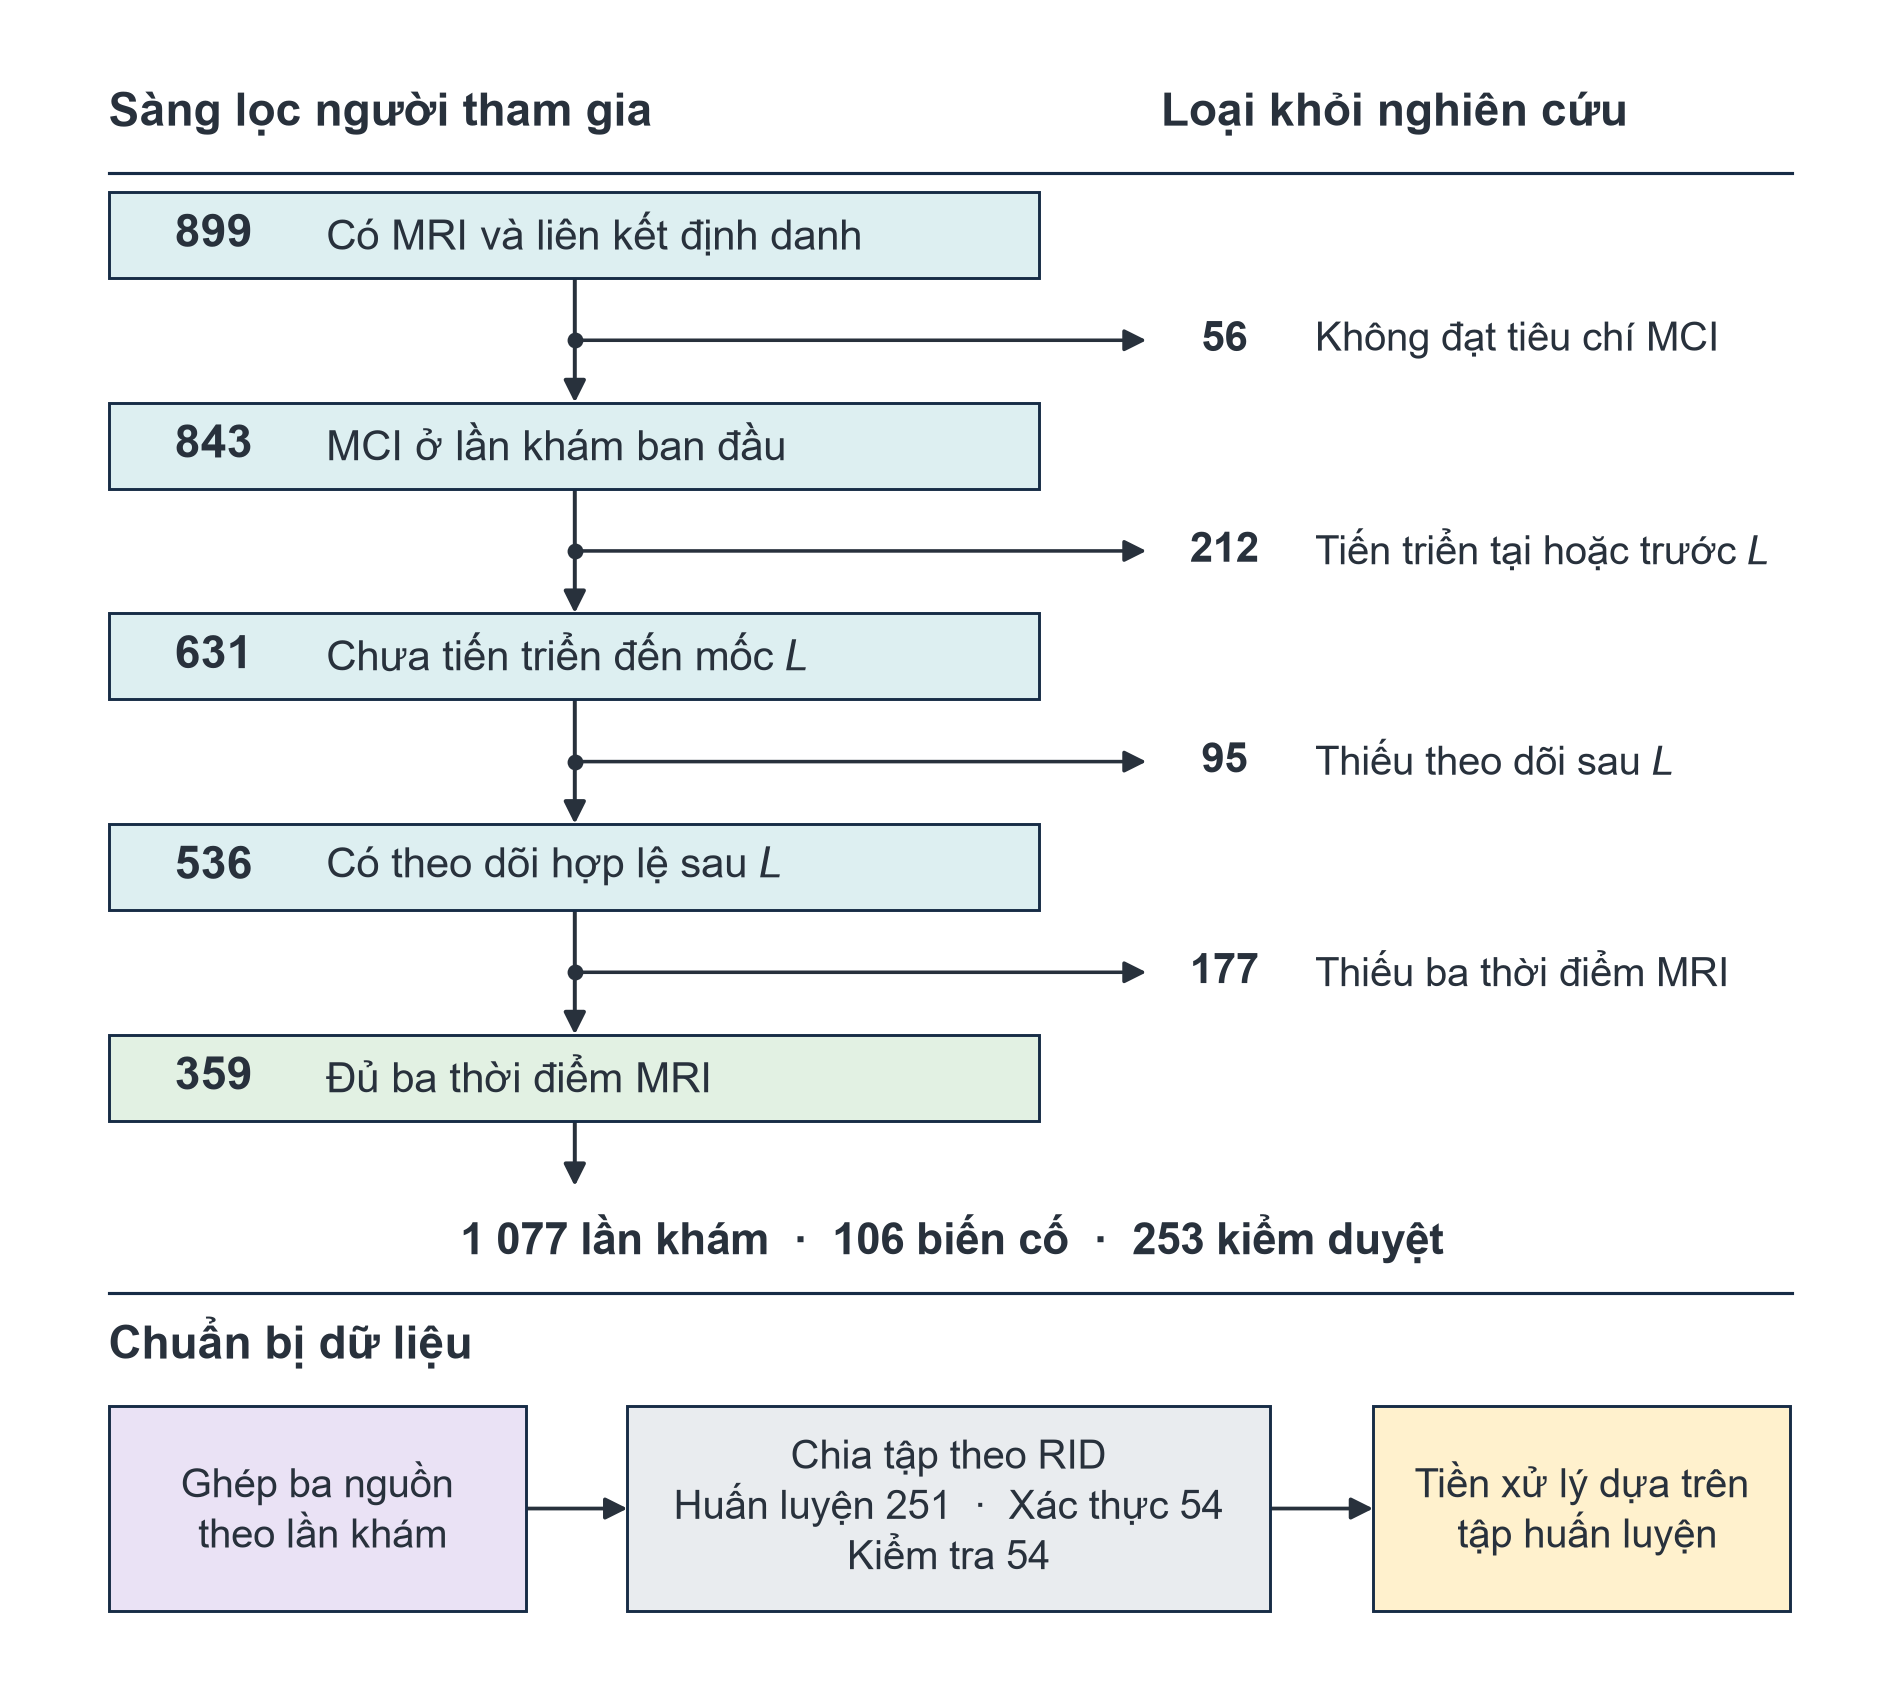 Sàng lọc người tham gia
Loại khỏi nghiên cứu
899 Có MRI và liên kết định danh
56 Không đạt tiêu chí MCI
843 MCI ở lần khám ban đầu
212 Tiến triển tại hoặc trước L
631 Chưa tiến triển đến mốc L
95 Thiếu theo dõi sau L
536 Có theo dõi hợp lệ sau L
177 Thiếu ba thời điểm MRI
359 Đủ ba thời điểm MRI
1 077 lần khám · 106 biến cố · 253 kiểm duyệt
Chuẩn bị dữ liệu
Ghép ba nguồn
theo lần khám
Chia tập theo RID
Huấn luyện 251 · Xác thực 54
Kiểm tra 54
Tiền xử lý dựa trên
tập huấn luyện